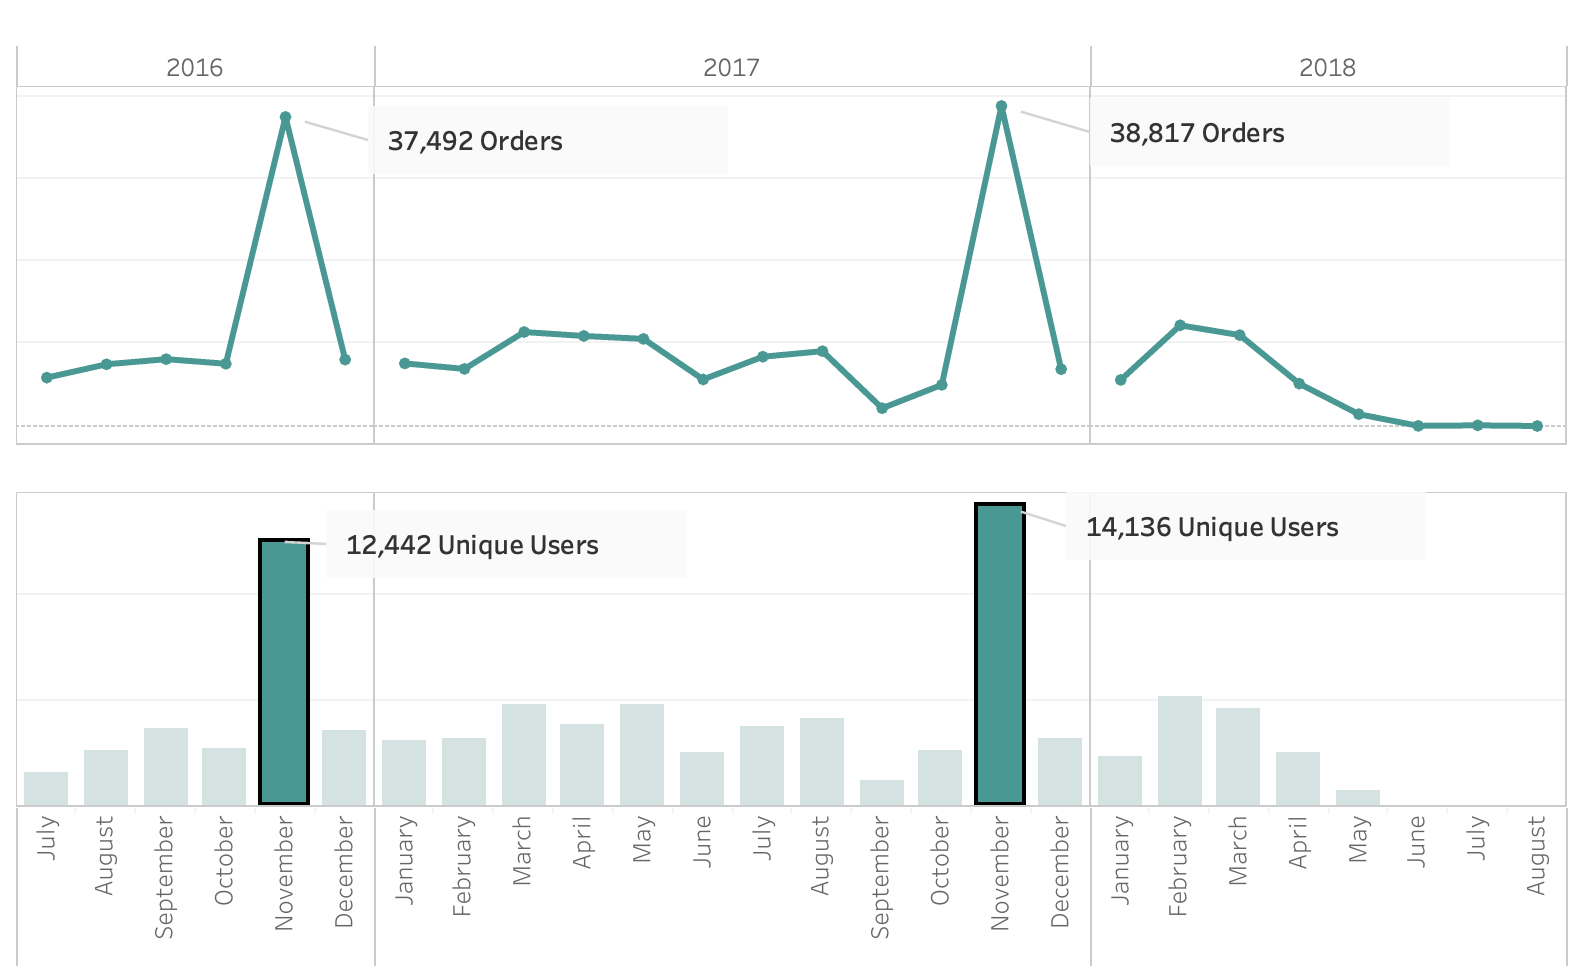 2016
2017
2018
37,492 Orders
38,817 Orders
12,442 Unique Users
14,136 Unique Users
July
August
September
October
November
December
January
February
March
April
May
June
July
August
September
October
November
December
January
February
March
April
May
June
July
August